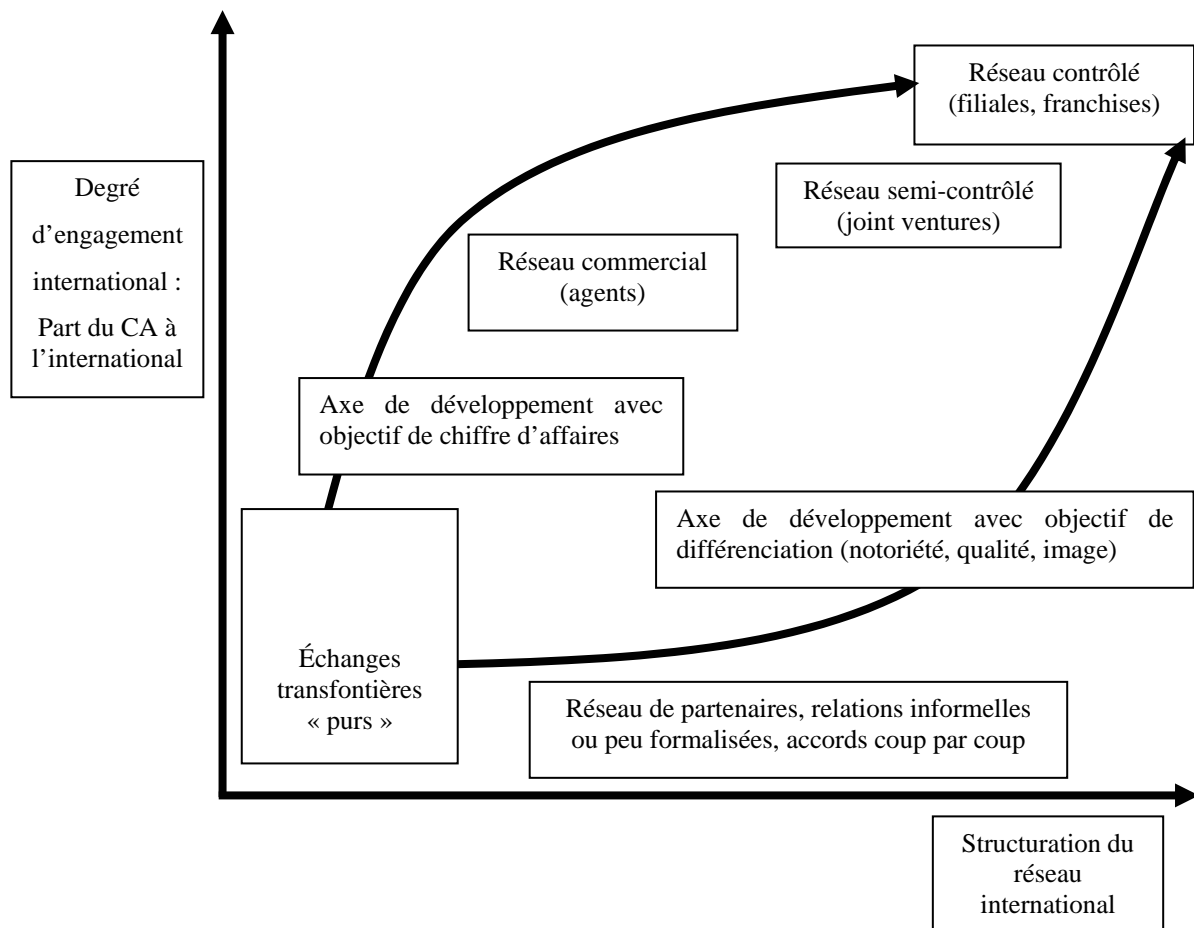 Réseau contrôlé
(filiales, franchises)
Degré
d’engagement
international :
Part du CA à
l’international
Réseau semi-contrôlé
(joint ventures)
Réseau commercial
(agents)
Axe de développement avec
objectif de chiffre d’affaires
Axe de développement avec objectif de
différenciation (notoriété, qualité, image)
Échanges
transfontières
« purs »
Réseau de partenaires, relations informelles
ou peu formalisées, accords coup par coup
Structuration du
réseau
international